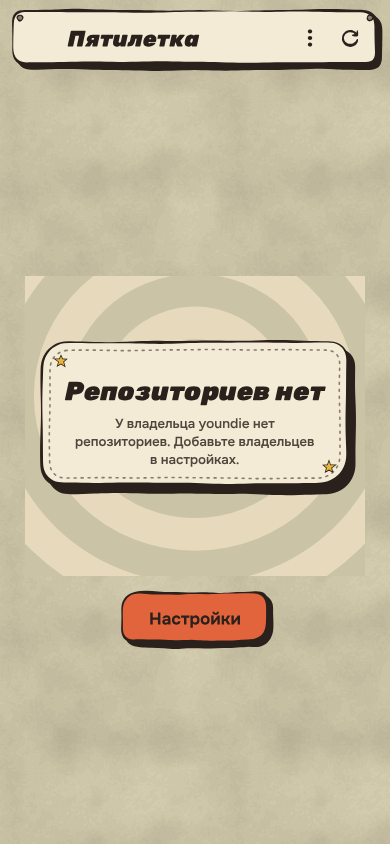 Пятилетка
Репозиториев нет
У владельца youndie нет
репозиториев. Добавьте владельцев
в настройках.
Настройки